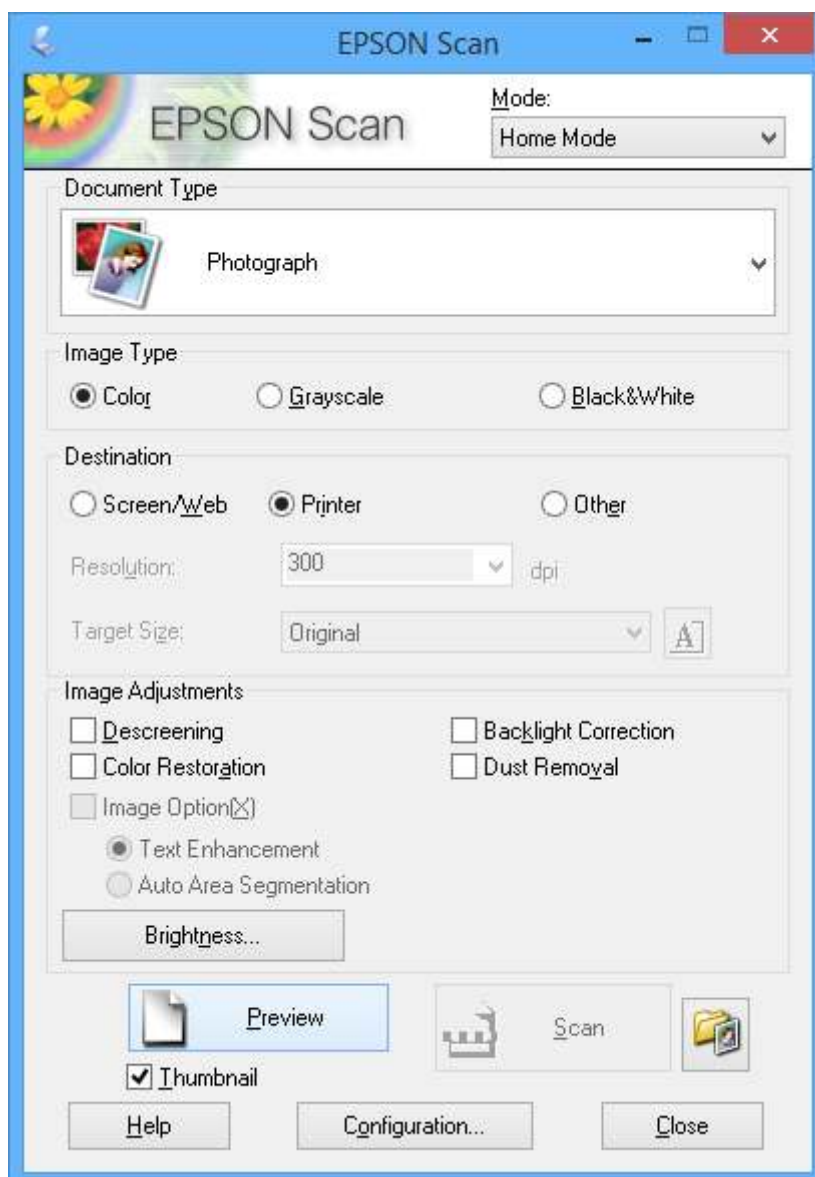 EPSON Scan
EPSON Scan
Mode:
Home Mode
Document Type
Photograph
Image Type
Color Grayscale Black&White
Destination
Screen/Web Printer Other
Resolution: 300 dpi
Target Size: Original A
Image Adjustments
Descreening Backlight Correction
Color Restoration Dust Removal
Image Option(X)
Text Enhancement
Auto Area Segmentation
Brightness...
Preview Scan
Thumbnail
Help Configuration... Close